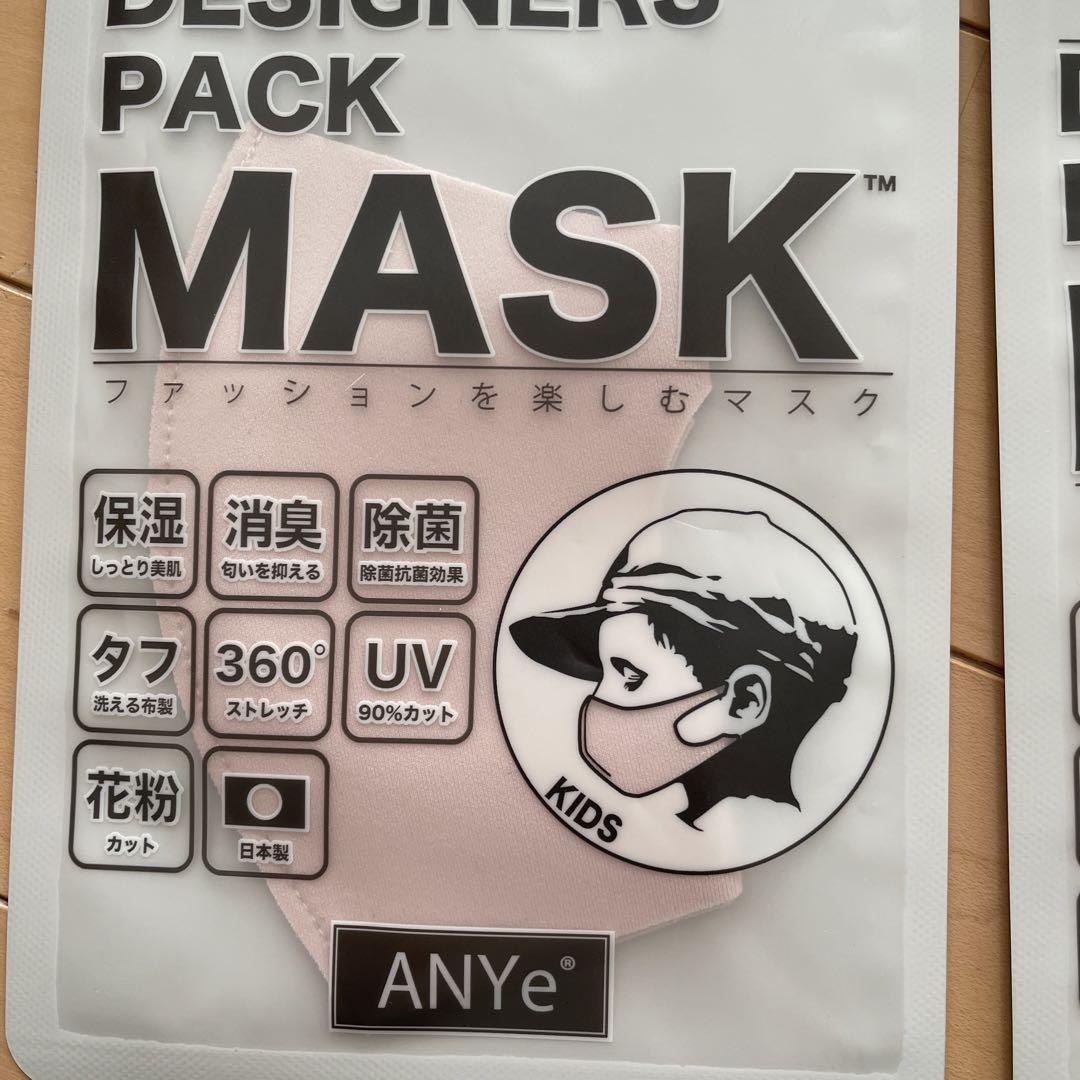 DESIGNERS
PACK
MASK™
ファッションを楽しむマスク
保湿
しっとり美肌
消臭
匂いを抑える
除菌
除菌抗菌効果
タフ
洗える布製
360°
ストレッチ
UV
90%カット
花粉
カット
日本製
KIDS
ANYe®